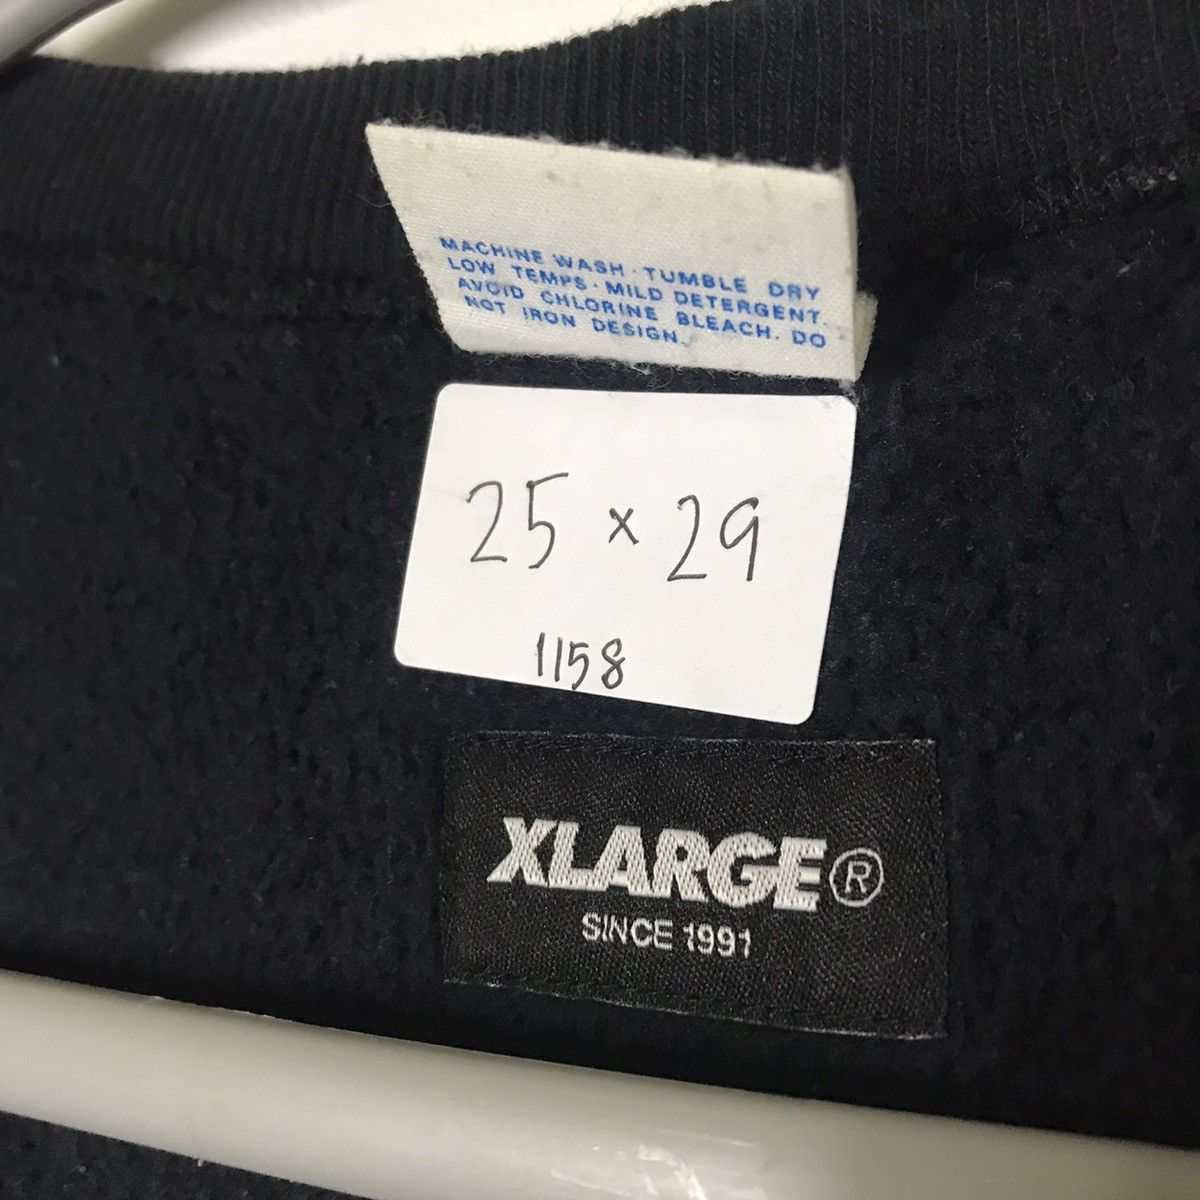 MACHINE WASH · TUMBLE DRY
LOW TEMPS · MILD DETERGENT.
AVOID CHLORINE BLEACH. DO
NOT IRON DESIGN.
25 × 29
1158
XLARGE®
SINCE 1991